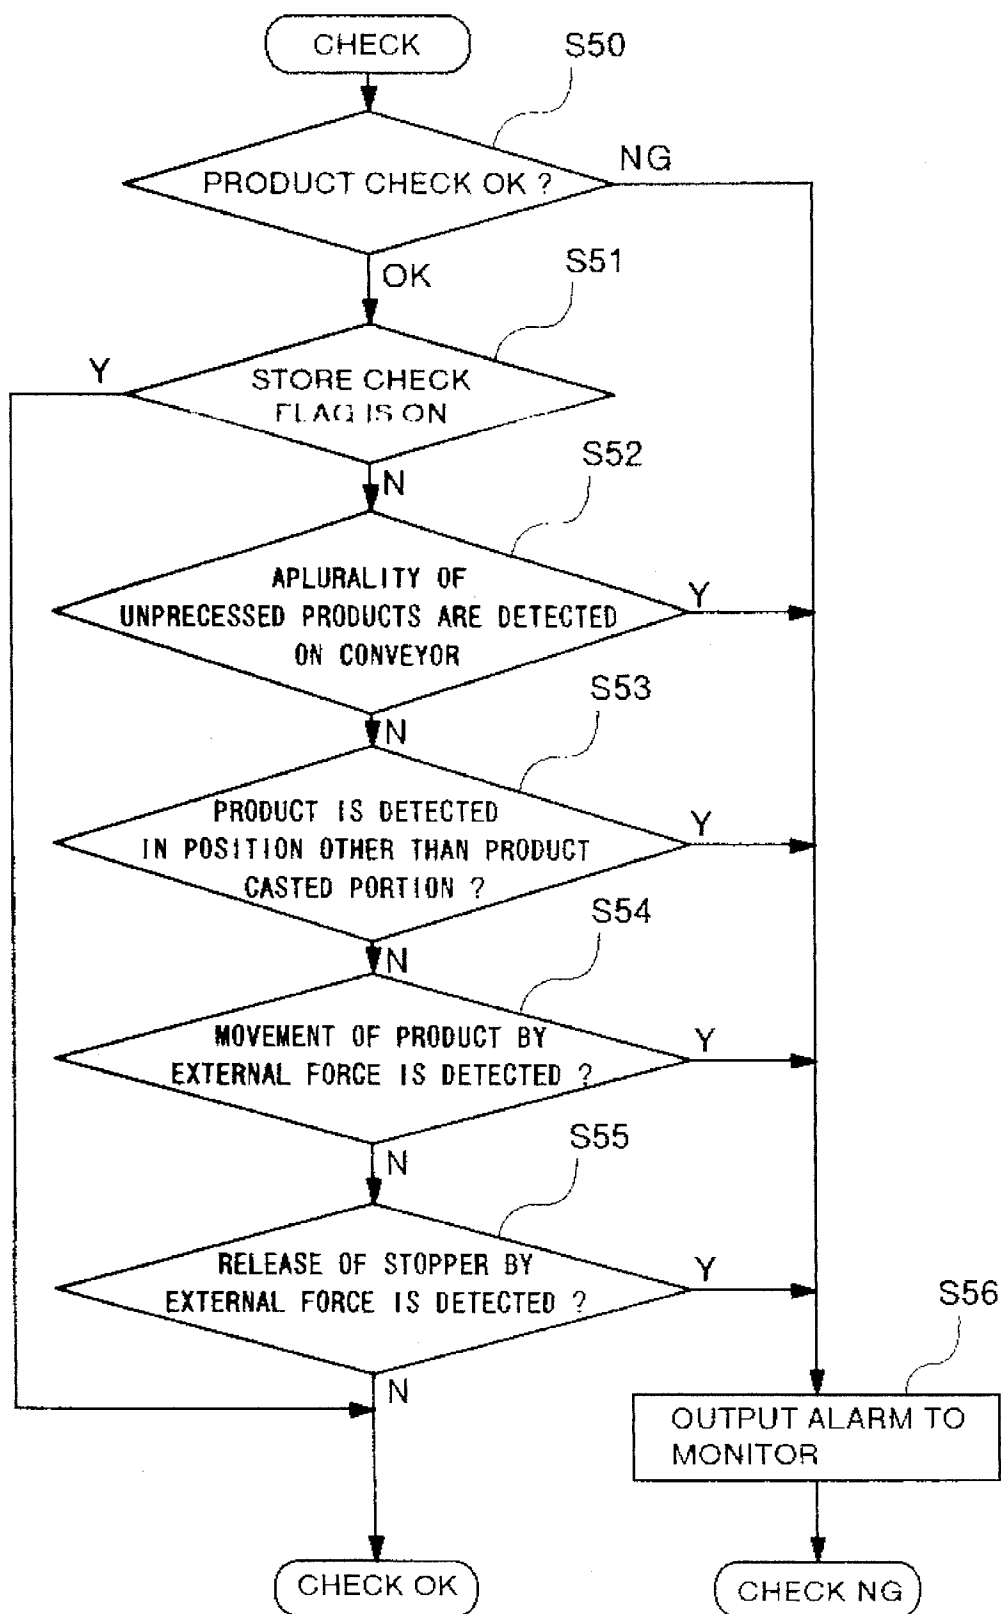 CHECK
S50
NG
PRODUCT CHECK OK ?
OK
S51
Y
STORE CHECK
FLAG IS ON
N
S52
APLURALITY OF
UNPRECESSED PRODUCTS ARE DETECTED
ON CONVEYOR
Y
N
S53
PRODUCT IS DETECTED
IN POSITION OTHER THAN PRODUCT
CASTED PORTION ?
Y
N
S54
MOVEMENT OF PRODUCT BY
EXTERNAL FORCE IS DETECTED ?
Y
N
S55
RELEASE OF STOPPER BY
EXTERNAL FORCE IS DETECTED ?
Y
N
S56
OUTPUT ALARM TO
MONITOR
CHECK OK
CHECK NG